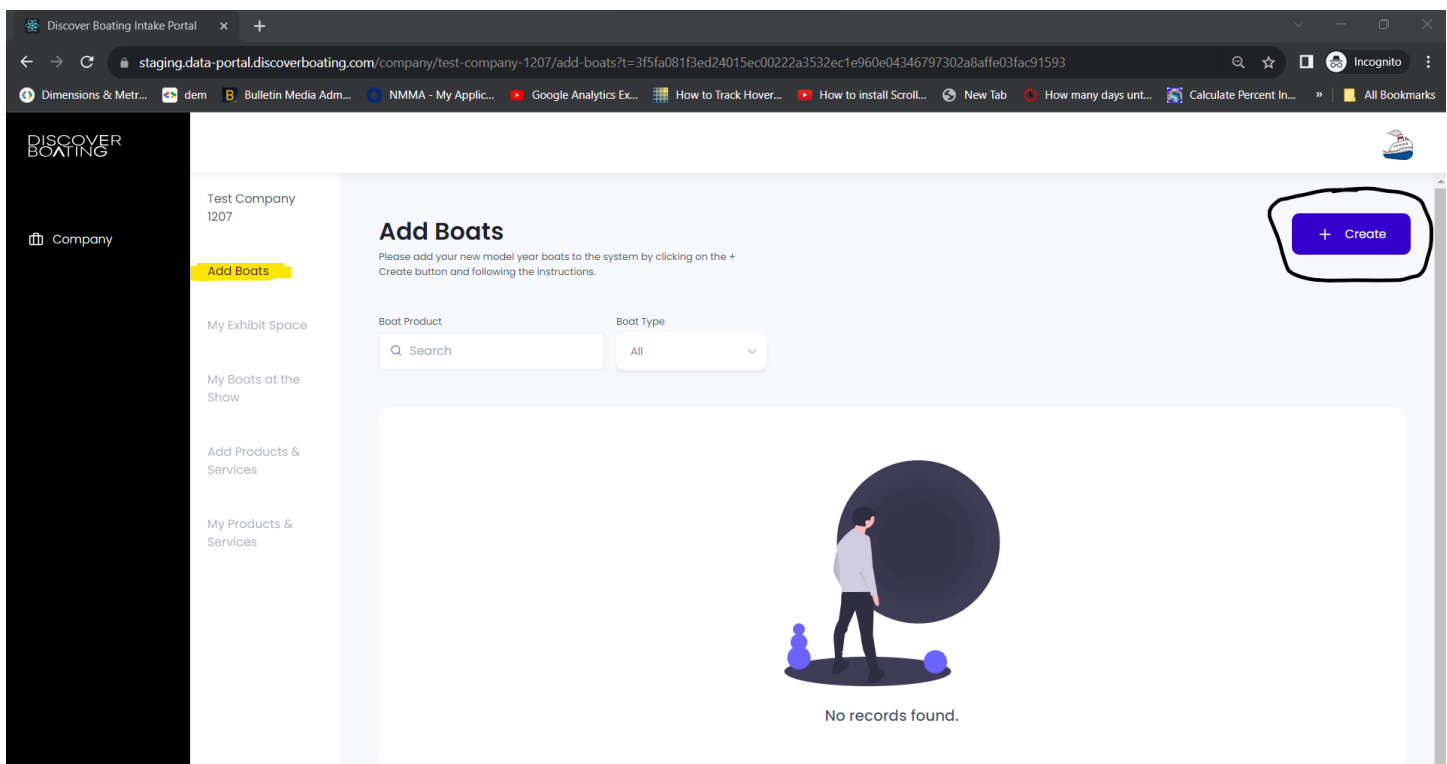 Discover Boating Intake Portal
staging.data-portal.discoverboating.com/company/test-company-1207/add-boats?t=3f5fa081f3ed24015ec00222a3532ec1e960e04346797302a8affe03fac91593
Incognito
Dimensions & Metr... dem Bulletin Media Adm... NMMA - My Applic... Google Analytics Ex... How to Track Hover... How to install Scroll... New Tab How many days unt... Calculate Percent In... » All Bookmarks
DISCOVER
BOATING
Company
Test Company
1207
Add Boats
My Exhibit Space
My Boats at the
Show
Add Products &
Services
My Products &
Services
Add Boats
Please add your new model year boats to the system by clicking on the +
Create button and following the instructions.
+ Create
Boat Product
Search
Boat Type
All
No records found.